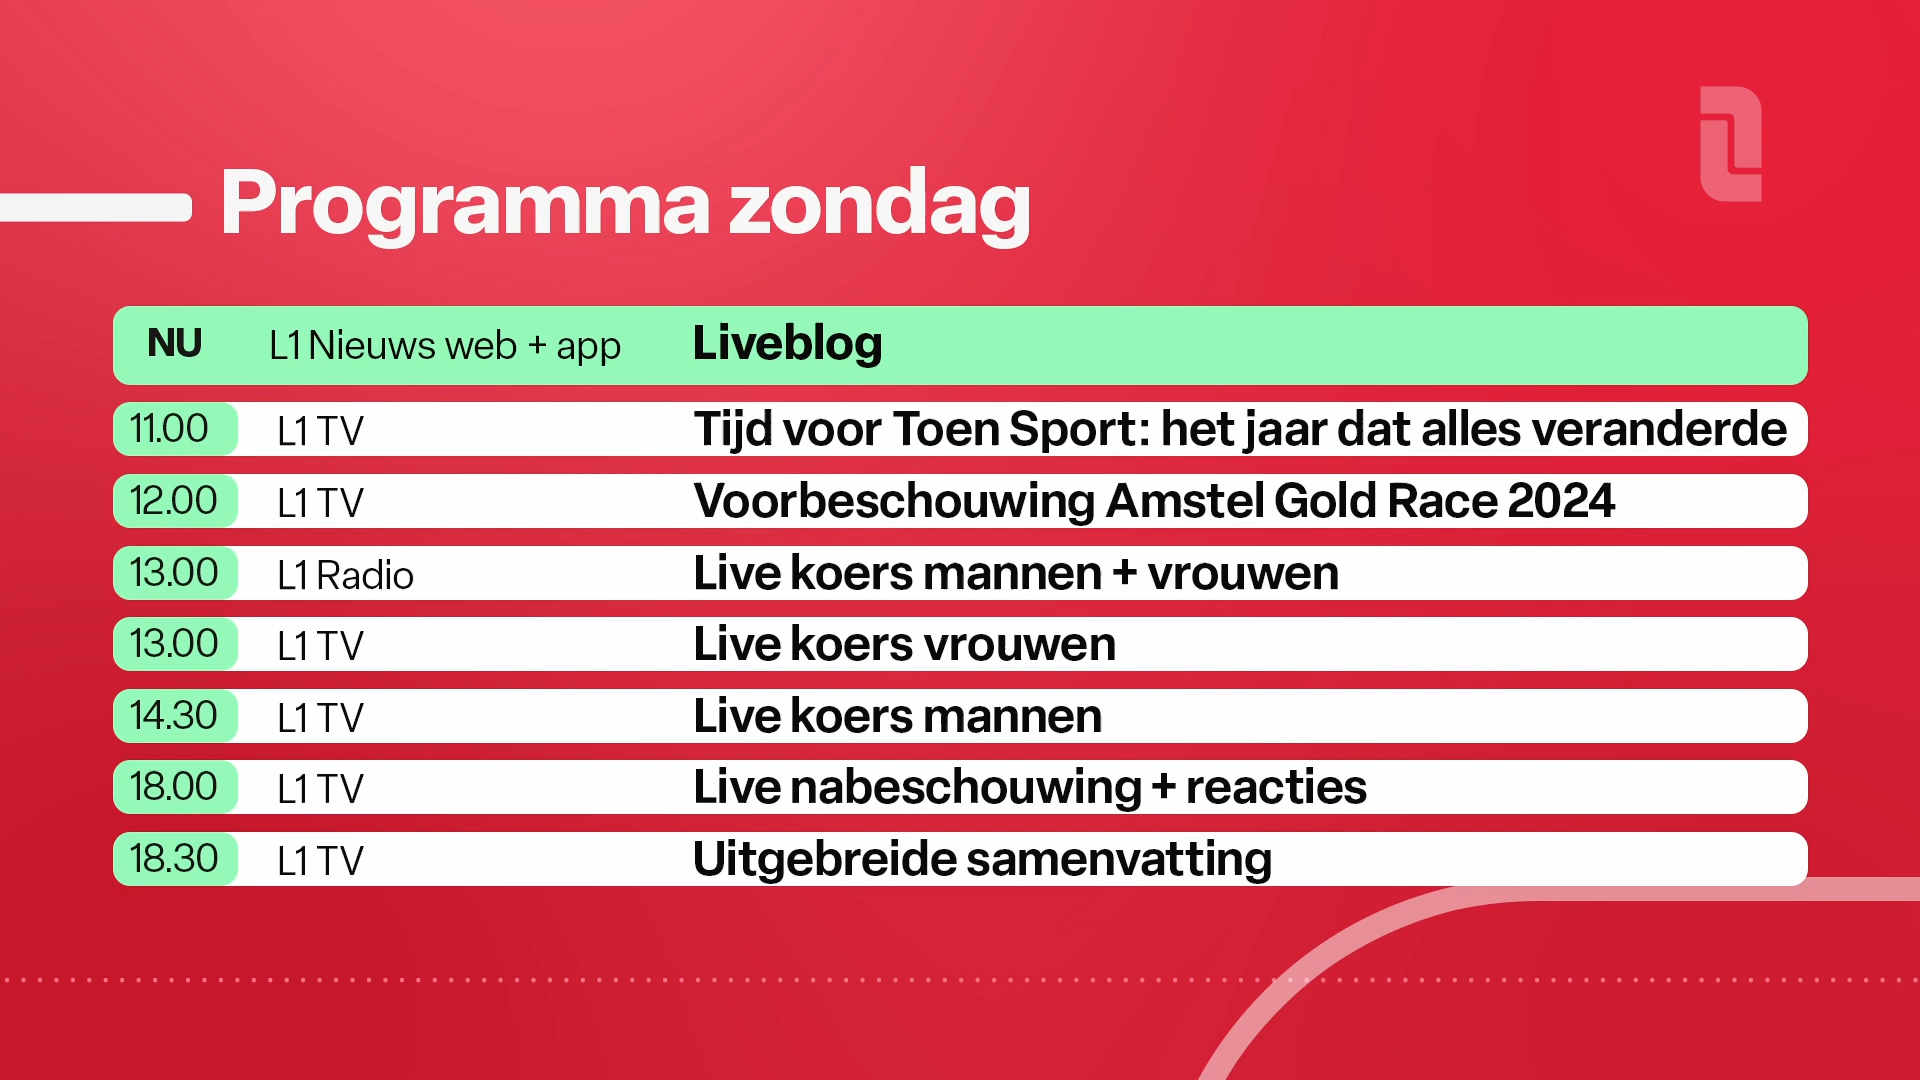 Programma zondag
NU L1 Nieuws web + app Liveblog
11.00 L1 TV Tijd voor Toen Sport: het jaar dat alles veranderde
12.00 L1 TV Voorbeschouwing Amstel Gold Race 2024
13.00 L1 Radio Live koers mannen + vrouwen
13.00 L1 TV Live koers vrouwen
14.30 L1 TV Live koers mannen
18.00 L1 TV Live nabeschouwing + reacties
18.30 L1 TV Uitgebreide samenvatting